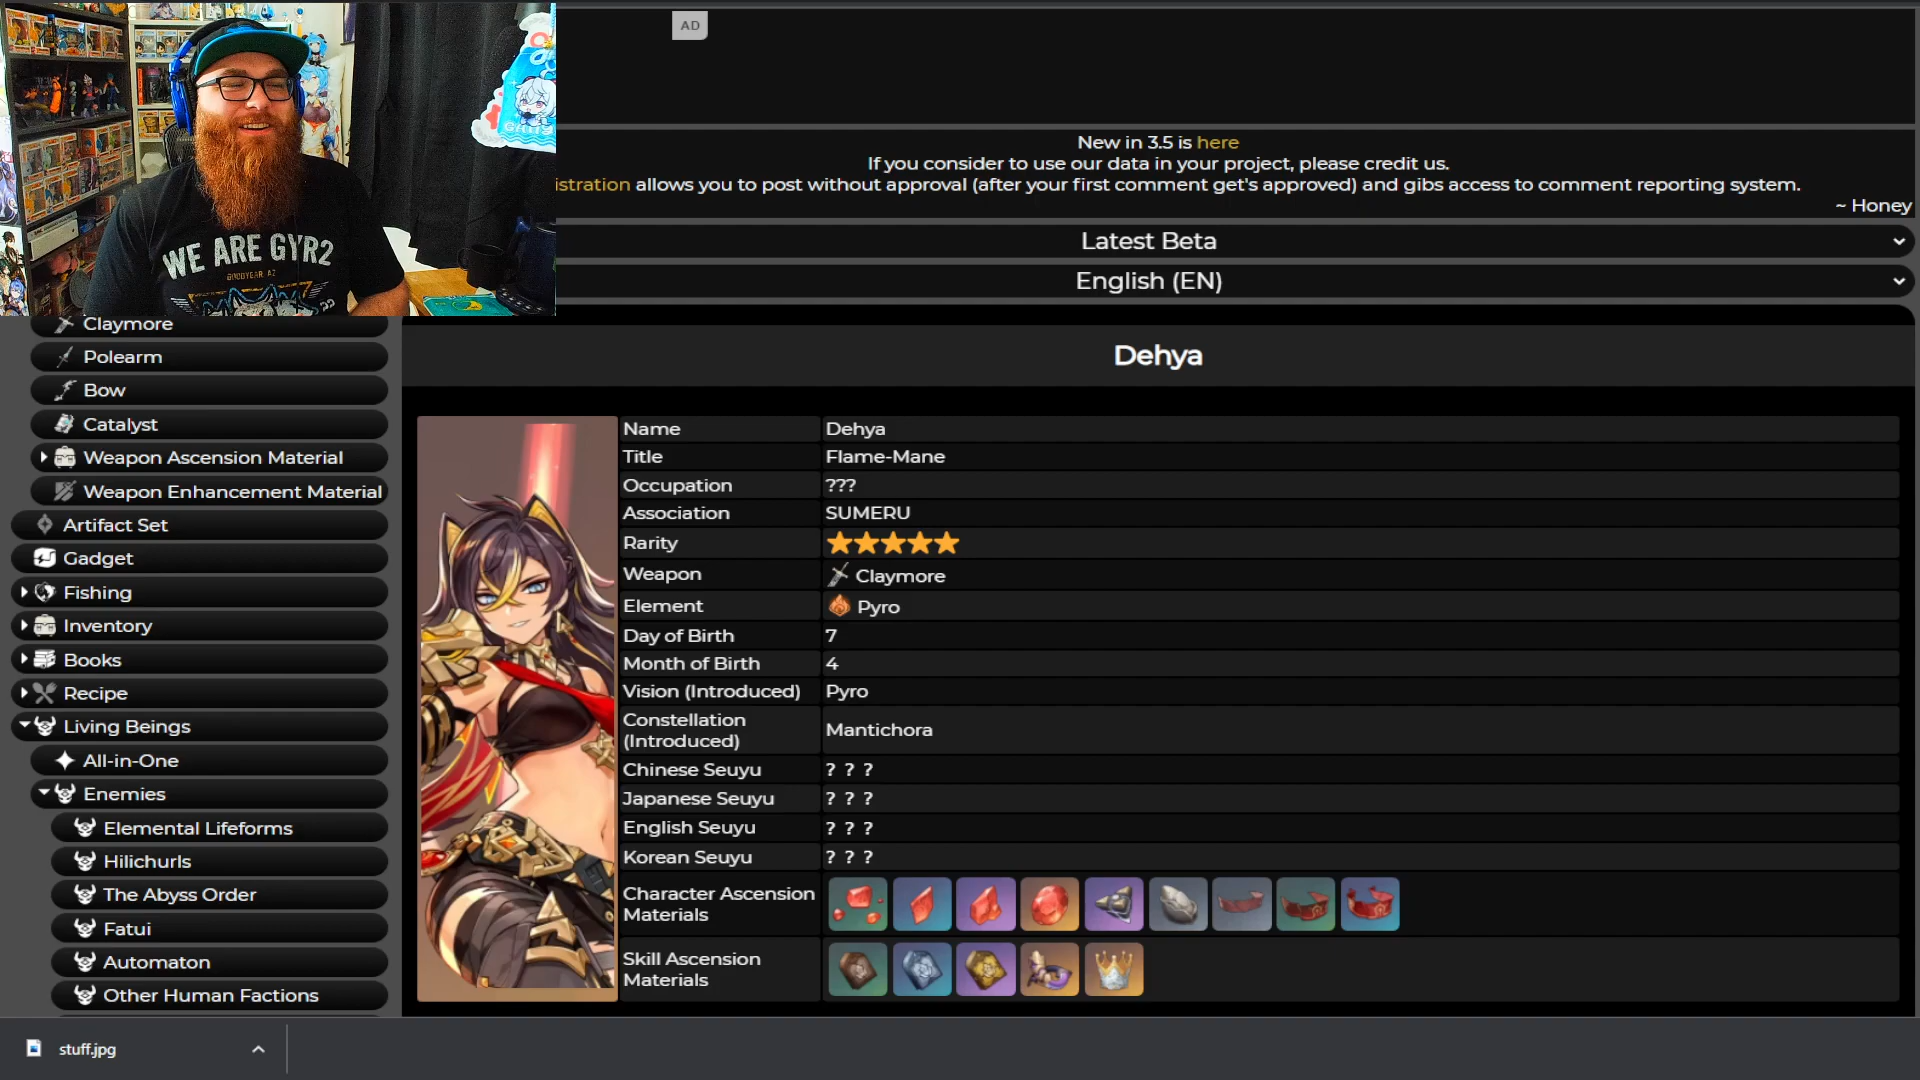 AD
WE ARE GYR2
GOODYEAR AZ
New in 3.5 is here
If you consider to use our data in your project, please credit us.
istration allows you to post without approval (after your first comment get's approved) and gibs access to comment reporting system.
~ Honey
Latest Beta
English (EN)
Claymore
Polearm
Bow
Catalyst
Weapon Ascension Material
Weapon Enhancement Material
Artifact Set
Gadget
Fishing
Inventory
Books
Recipe
Living Beings
All-in-One
Enemies
Elemental Lifeforms
Hilichurls
The Abyss Order
Fatui
Automaton
Other Human Factions
Dehya
Name Dehya
Title Flame-Mane
Occupation ???
Association SUMERU
Rarity
Weapon Claymore
Element Pyro
Day of Birth 7
Month of Birth 4
Vision (Introduced) Pyro
Constellation
(Introduced) Mantichora
Chinese Seuyu ? ? ?
Japanese Seuyu ? ? ?
English Seuyu ? ? ?
Korean Seuyu ? ? ?
Character Ascension
Materials
Skill Ascension
Materials
stuff.jpg